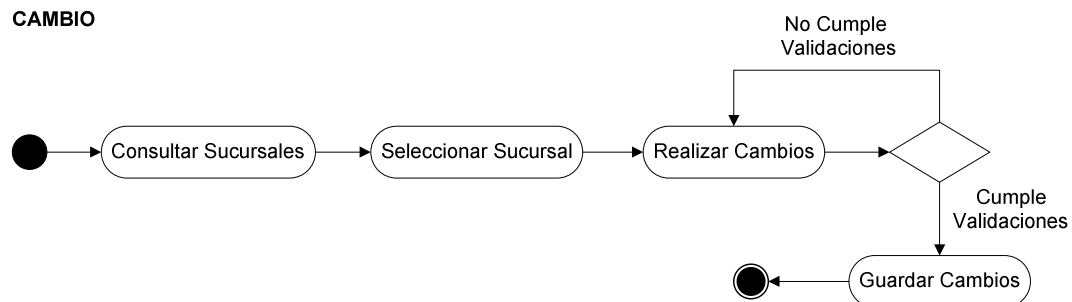 CAMBIO
No Cumple
Validaciones
Consultar Sucursales
Seleccionar Sucursal
Realizar Cambios
Cumple
Validaciones
Guardar Cambios